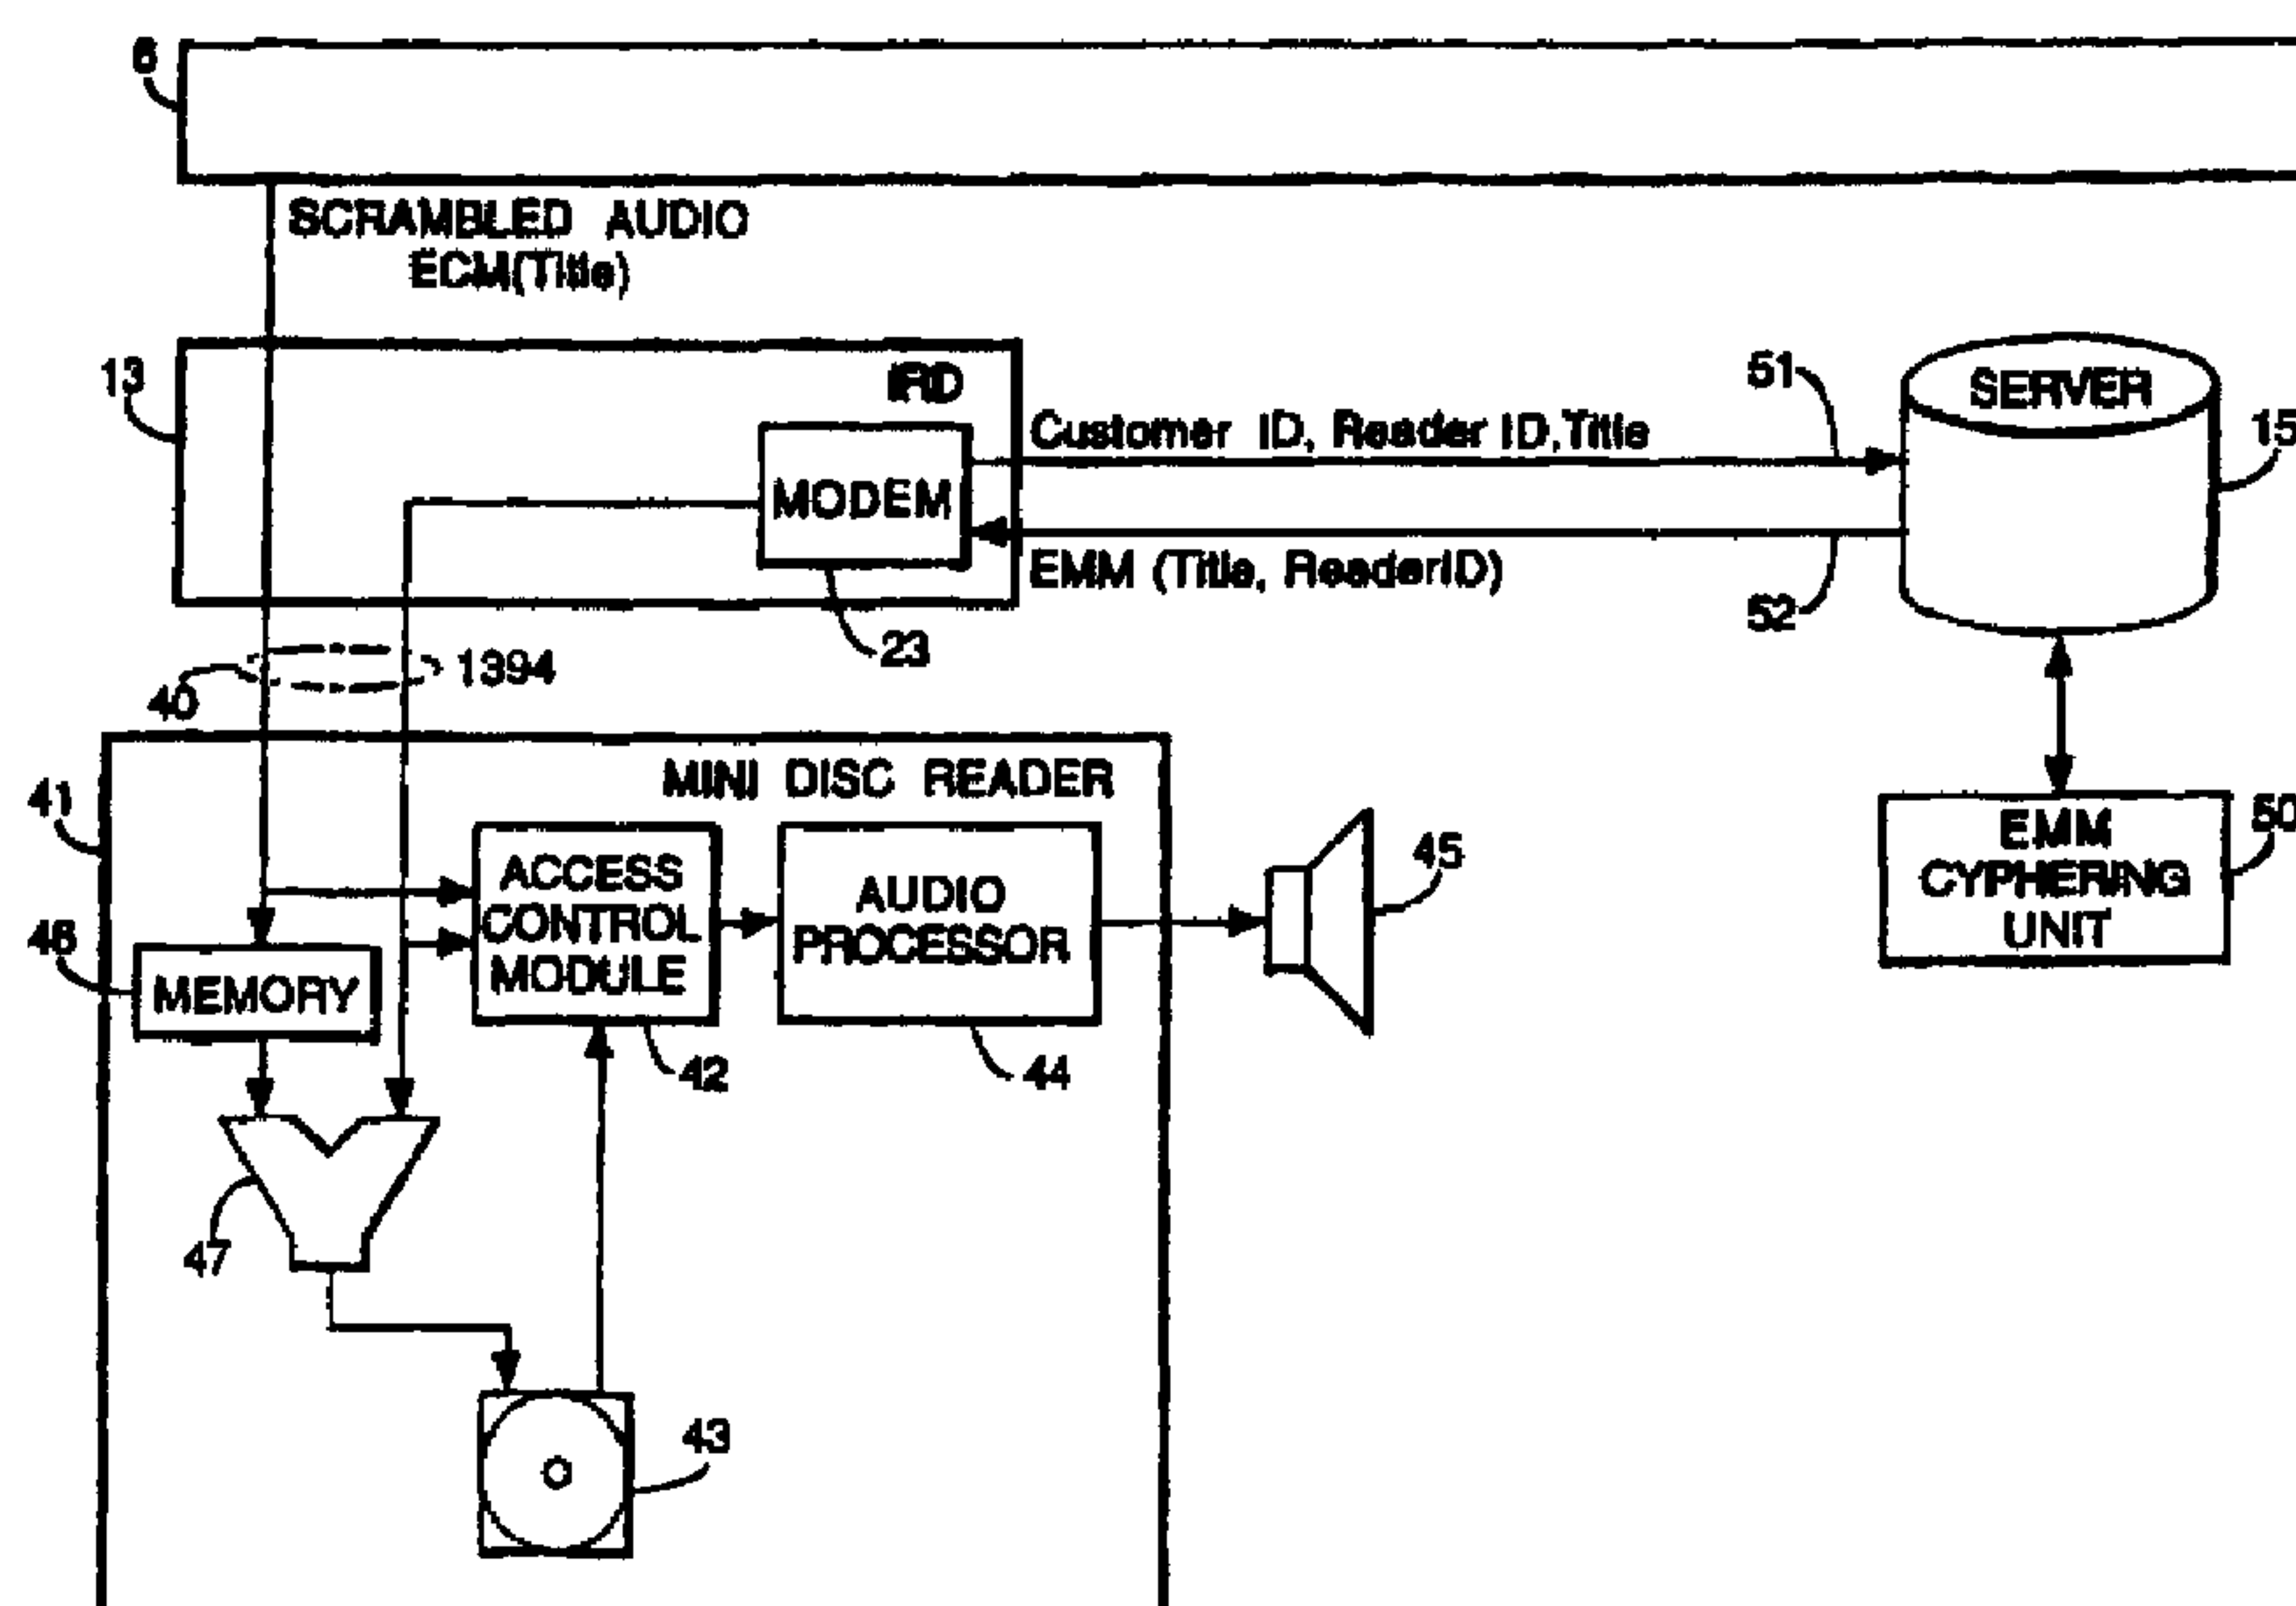 6
SCRAMBLED AUDIO
ECM(Title)
13
IRD
51
SERVER
15
Customer ID, Reader ID,Title
MODEM
EMM (Title, ReaderID)
52
23
1394
40
MINI DISC READER
41
ACCESS
CONTROL
MODULE
AUDIO
PROCESSOR
45
EMM
CYPHERING
UNIT
50
46
MEMORY
42
44
47
43